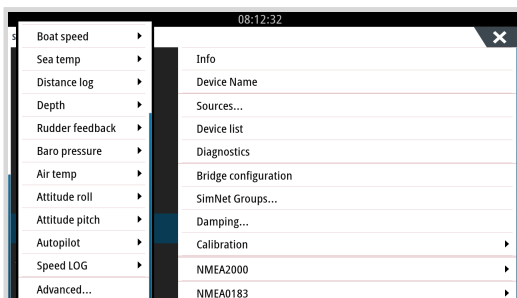 08:12:32
s
Boat speed
Sea temp
Distance log
Depth
Rudder feedback
Baro pressure
Air temp
Attitude roll
Attitude pitch
Autopilot
Speed LOG
Advanced...
Info
Device Name
Sources...
Device list
Diagnostics
Bridge configuration
SimNet Groups...
Damping...
Calibration
NMEA2000
NMEA0183